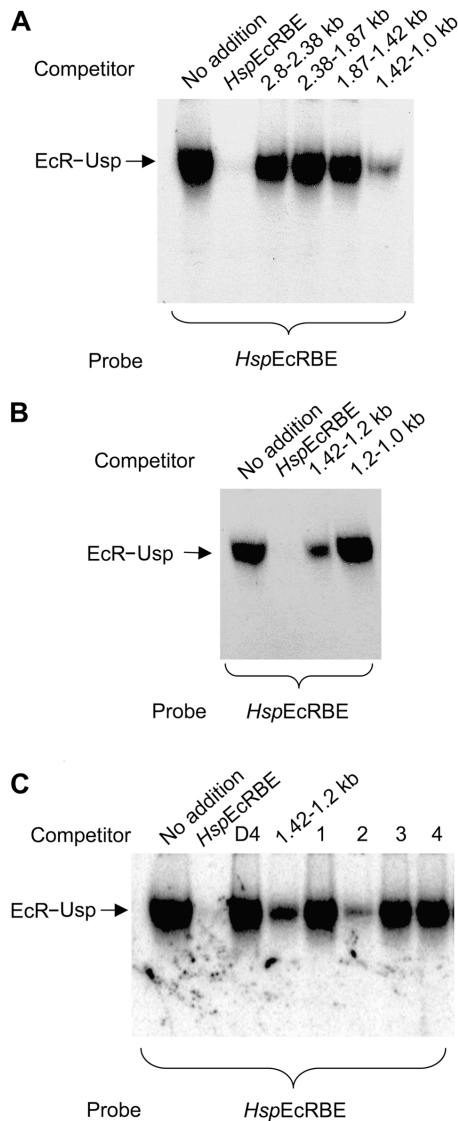 A
Competitor
No addition
HspEcRBE
2.8−2.38 kb
2.38−1.87 kb
1.87−1.42 kb
1.42−1.0 kb
EcR−Usp
Probe
HspEcRBE
B
Competitor
No addition
HspEcRBE
1.42−1.2 kb
1.2−1.0 kb
EcR−Usp
Probe
HspEcRBE
C
Competitor
No addition
HspEcRBE
D4
1.42−1.2 kb
1
2
3
4
EcR−Usp
Probe
HspEcRBE